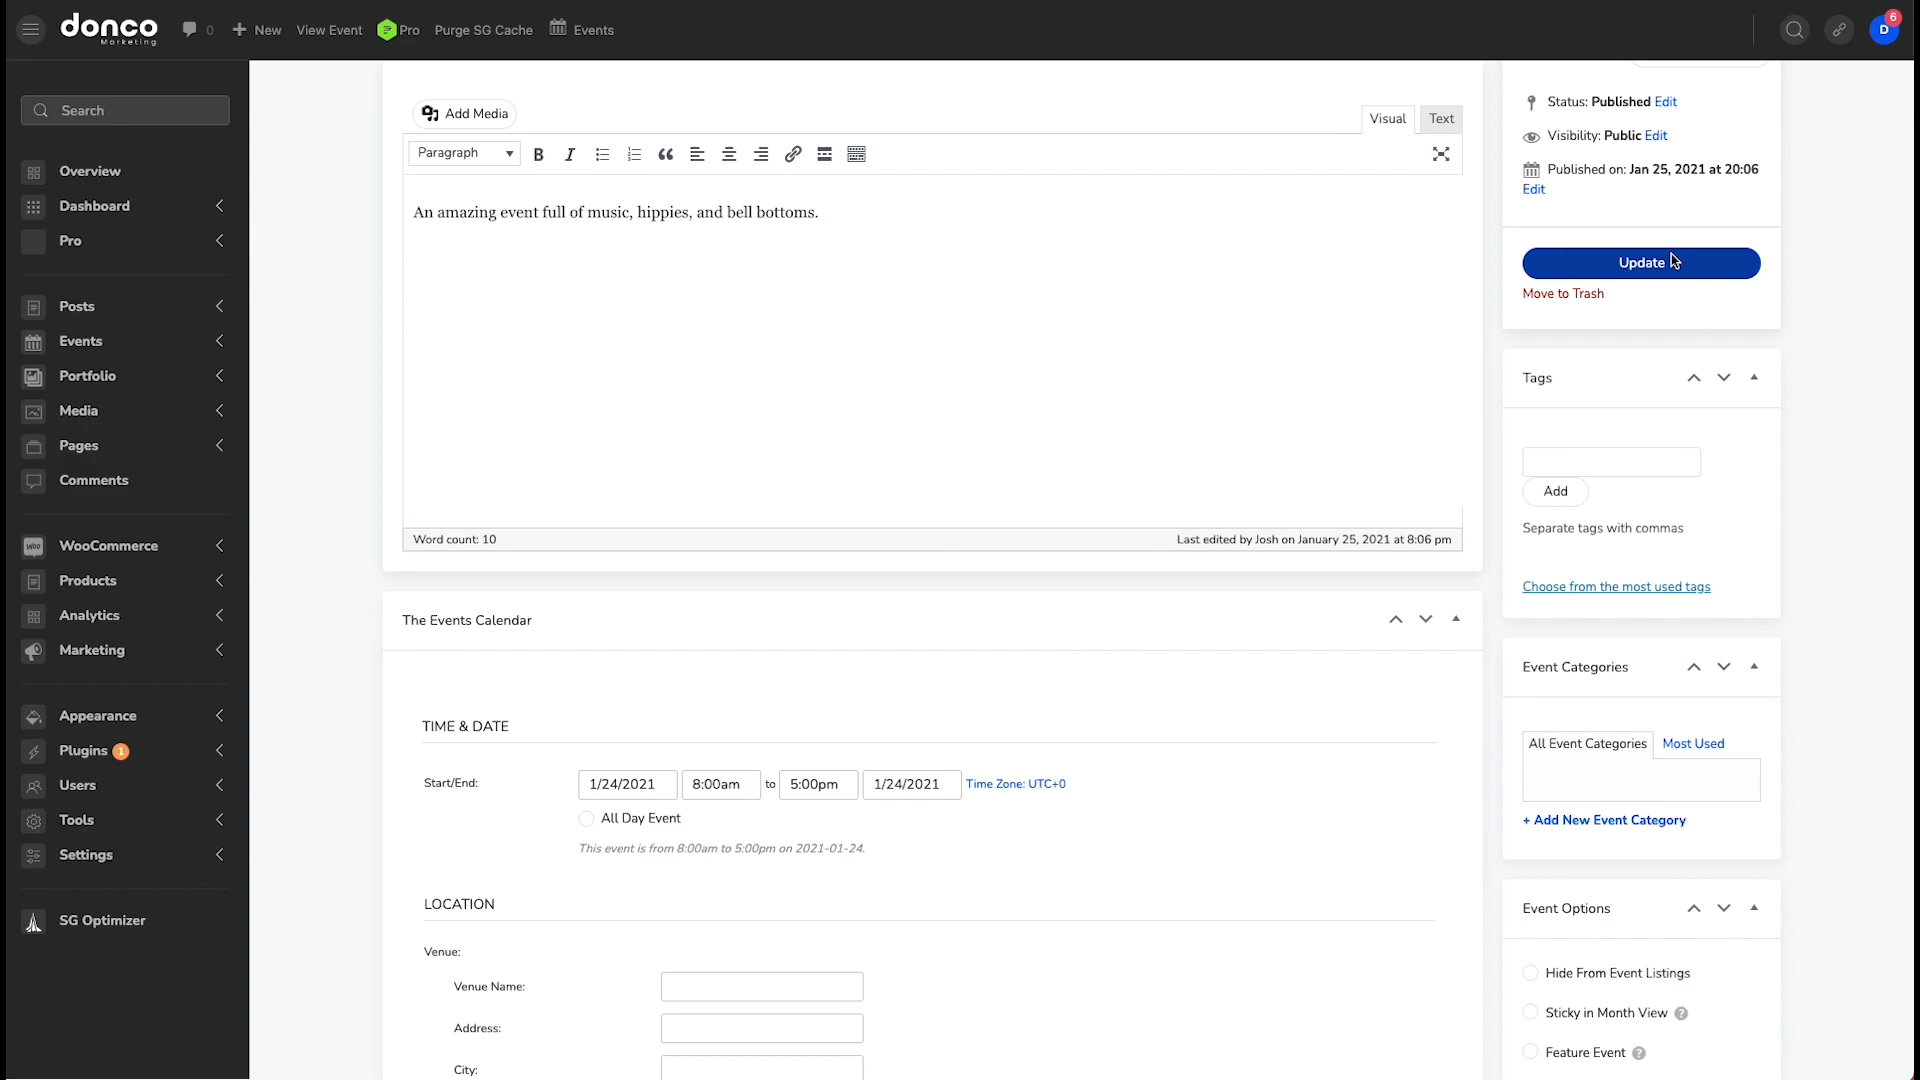 donco
Marketing
0
New
View Event
Pro
Purge SG Cache
Events
D
6
Search
Overview
Dashboard
Pro
Posts
Events
Portfolio
Media
Pages
Comments
WOO
WooCommerce
Products
Analytics
Marketing
Appearance
Plugins 1
Users
Tools
Settings
SG Optimizer
Add Media
Visual
Text
Paragraph
B
I
An amazing event full of music, hippies, and bell bottoms.
Word count: 10
Last edited by Josh on January 25, 2021 at 8:06 pm
The Events Calendar
TIME & DATE
Start/End:
1/24/2021
8:00am
to
5:00pm
1/24/2021
Time Zone: UTC+0
All Day Event
This event is from 8:00am to 5:00pm on 2021-01-24.
LOCATION
Venue:
Venue Name:
Address:
City:
Status: Published Edit
Visibility: Public Edit
Published on: Jan 25, 2021 at 20:06
Edit
Update
Move to Trash
Tags
Add
Separate tags with commas
Choose from the most used tags
Event Categories
All Event Categories
Most Used
+ Add New Event Category
Event Options
Hide From Event Listings
Sticky in Month View ?
Feature Event ?